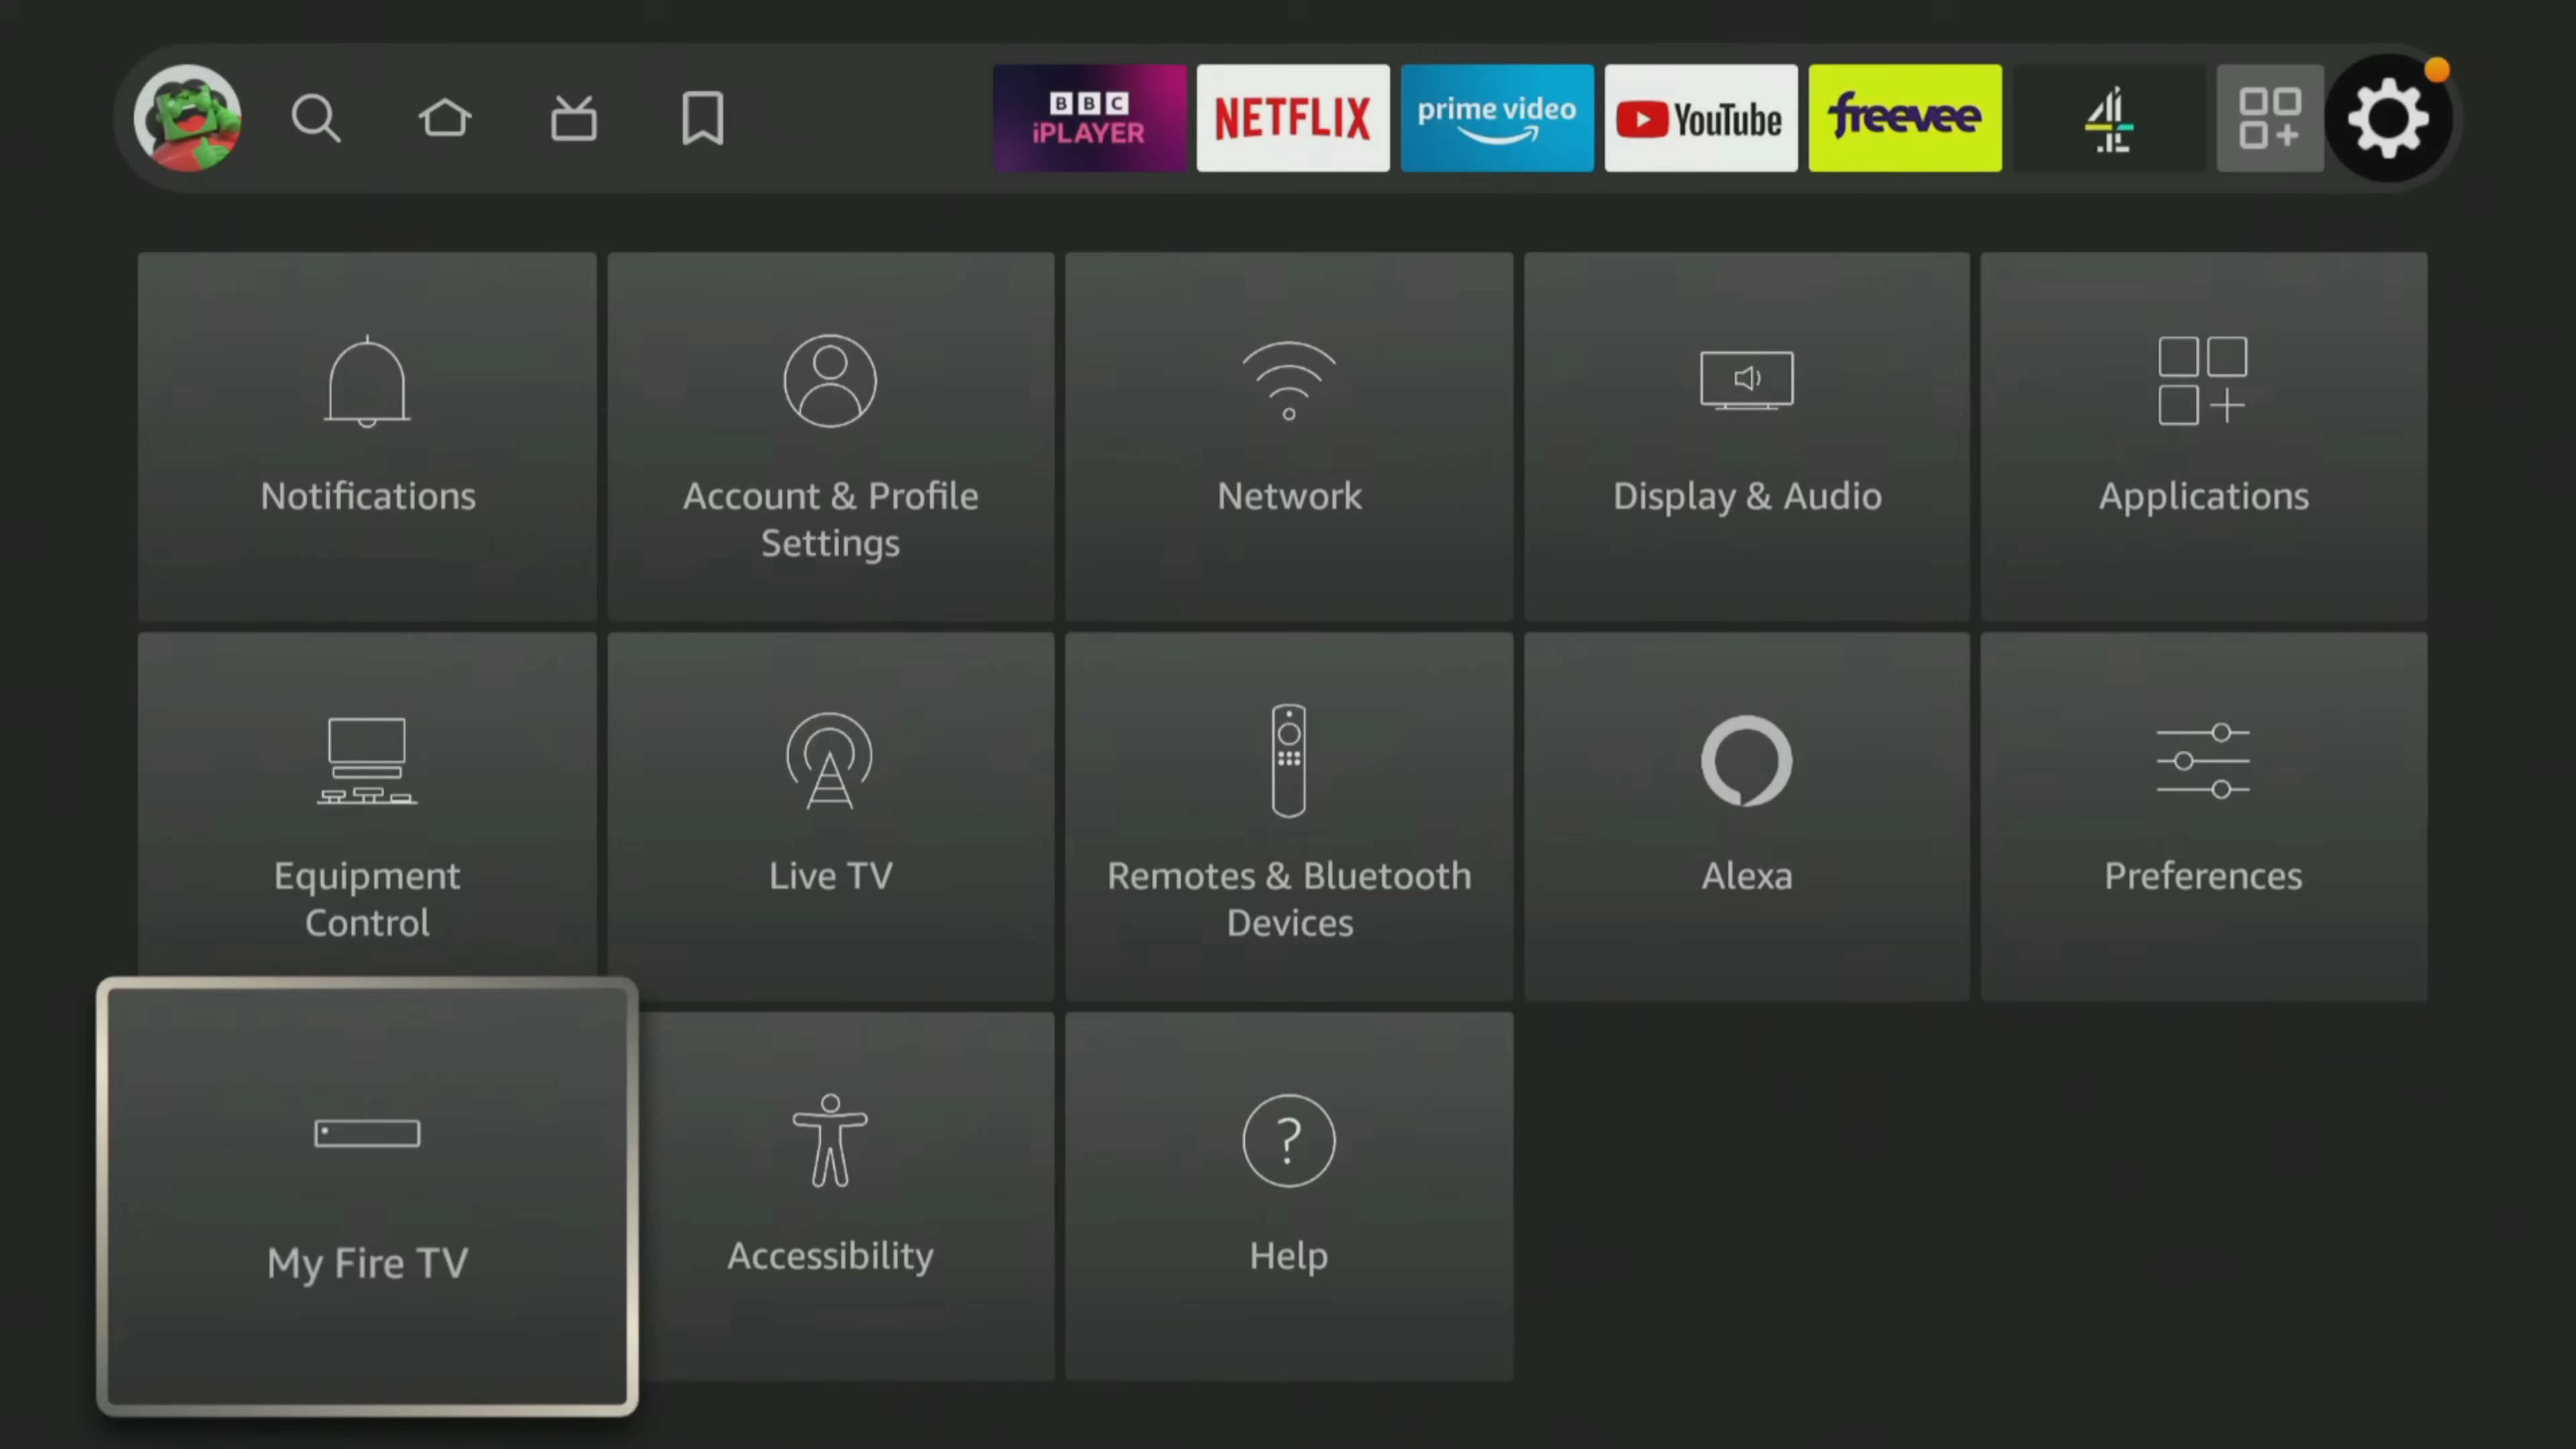 BBC
iPLAYER
NETFLIX
prime video
YouTube
freevee
4
Notifications
Account & Profile
Settings
Network
Display & Audio
Applications
Equipment
Control
Live TV
Remotes & Bluetooth
Devices
Alexa
Preferences
My Fire TV
Accessibility
?
Help